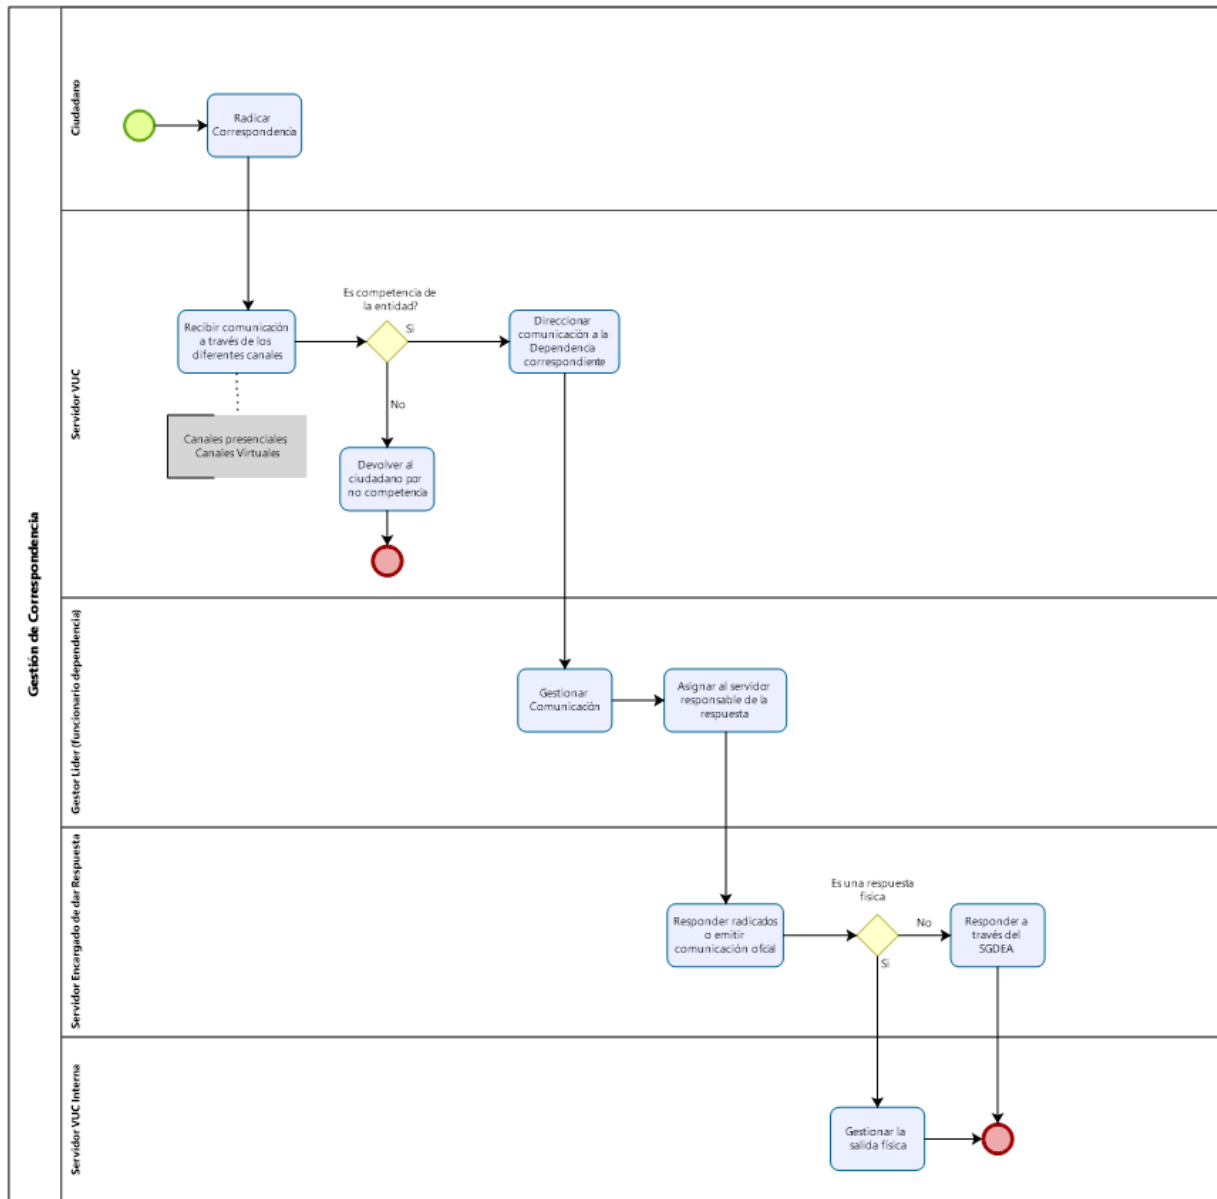 Gestión de Correspondencia
Ciudadano
Radicar
Correspondencia
Servidor VUC
Recibir comunicación
a través de los
diferentes canales
Canales presenciales
Canales Virtuales
Es competencia de
la entidad?
Si
No
Devolver al
ciudadano por
no competencia
Direccionar
comunicación a la
Dependencia
correspondiente
Gestor Lider (funcionario dependencia)
Gestionar
Comunicación
Asignar al servidor
responsable de la
respuesta
Servidor Encargado de dar Respuesta
Responder radicados
o emitir
comunicación oficial
Es una respuesta
fisica
No
Si
Responder a
través del
SGDEA
Servidor VUC Interna
Gestionar la
salida física